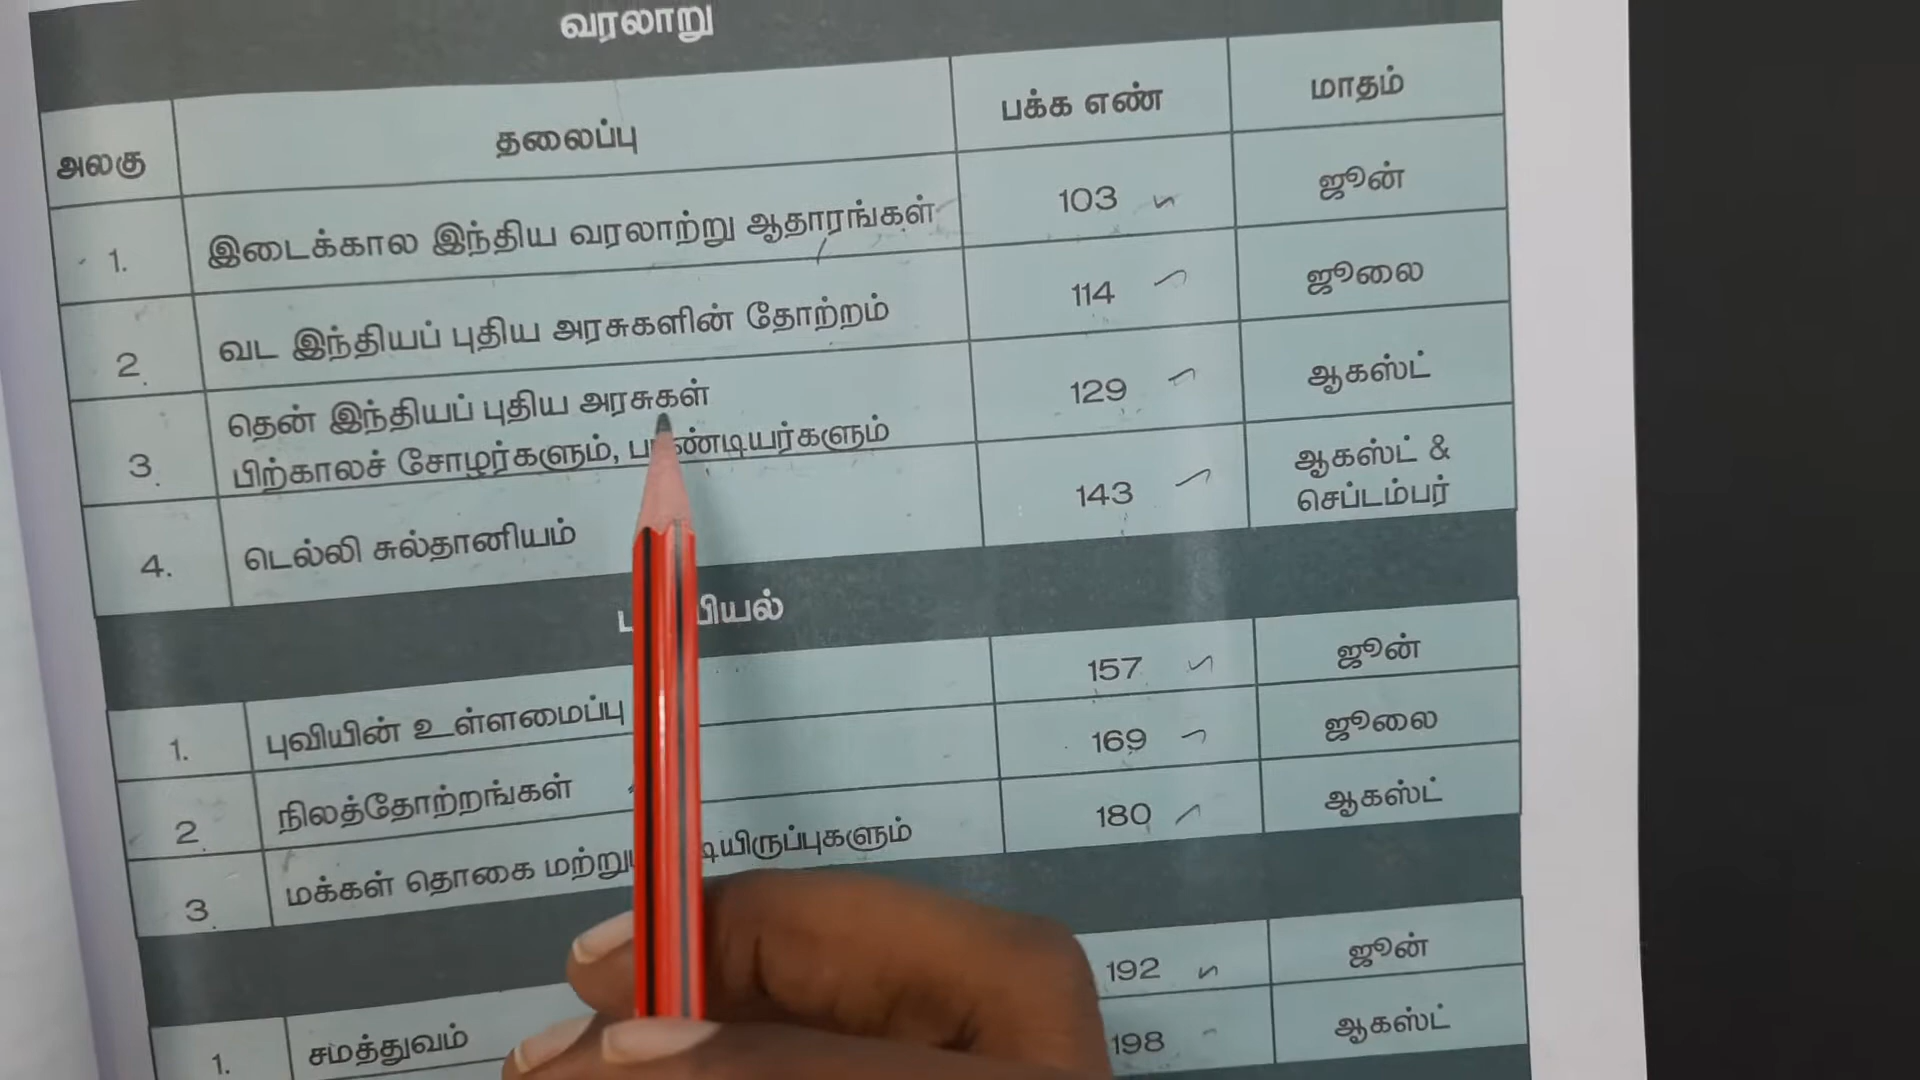 வரலாறு
அலகு தலைப்பு பக்க எண் மாதம்
1. இடைக்கால இந்திய வரலாற்று ஆதாரங்கள் 103 ஜூன்
2. வட இந்தியப் புதிய அரசுகளின் தோற்றம் 114 ஜூலை
3. தென் இந்தியப் புதிய அரசுகள் 129 ஆகஸ்ட்
பிற்காலச் சோழர்களும், பாண்டியர்களும்
4. டெல்லி சுல்தானியம் 143 ஆகஸ்ட் &
செப்டம்பர்
1. புவியின் உள்ளமைப்பு 157 ஜூன்
2. நிலத்தோற்றங்கள் 169 ஜூலை
3. மக்கள் தொகை 180 ஆகஸ்ட்
192 ஜூன்
1. சமத்துவம்
198 ஆகஸ்ட்